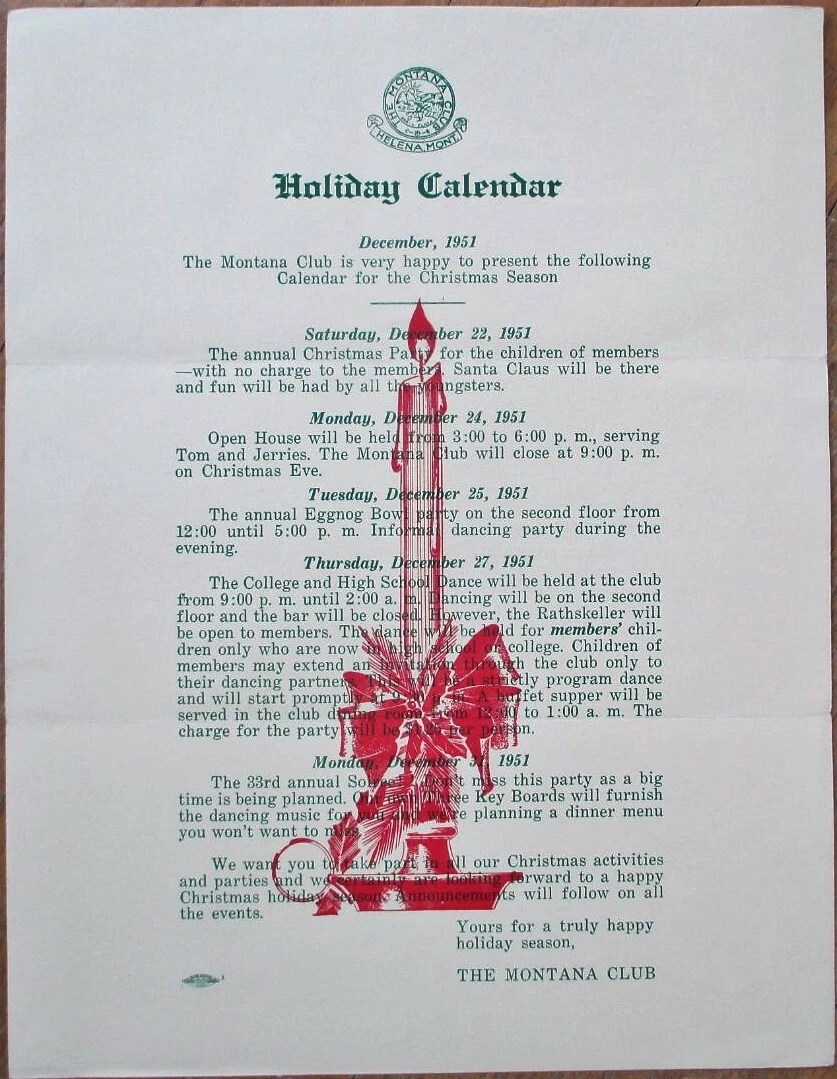 THE MONTANA CLUB
HELENA, MONT.
Holiday Calendar
December, 1951
The Montana Club is very happy to present the following
Calendar for the Christmas Season
Saturday, December 22, 1951
The annual Christmas Party for the children of members
—with no charge to the members. Santa Claus will be there
and fun will be had by all the youngsters.
Monday, December 24, 1951
Open House will be held from 3:00 to 6:00 p. m., serving
Tom and Jerries. The Montana Club will close at 9:00 p. m.
on Christmas Eve.
Tuesday, December 25, 1951
The annual Eggnog Bowl party on the second floor from
12:00 until 5:00 p. m. Informal dancing party during the
evening.
Thursday, December 27, 1951
The College and High School Dance will be held at the club
from 9:00 p. m. until 2:00 a. m. Dancing will be on the second
floor and the bar will be closed. However, the Rathskeller will
be open to members. The dance will be held for members' chil-
dren only who are now in high school or college. Children of
members may extend an invitation through the club only to
their dancing partners. This will be a strictly program dance
and will start promptly at p. m. A buffet supper will be
served in the club dining room from 12:00 to 1:00 a. m. The
charge for the party will be per person.
Monday, December 31, 1951
The 33rd annual Don't miss this party as a big
time is being planned. Our own Three Key Boards will furnish
the dancing music for you and we're planning a dinner menu
you won't want to miss.
We want you to take part in all our Christmas activities
and parties and we certainly are looking forward to a happy
Christmas holiday season. Announcements will follow on all
the events.
Yours for a truly happy
holiday season,
THE MONTANA CLUB